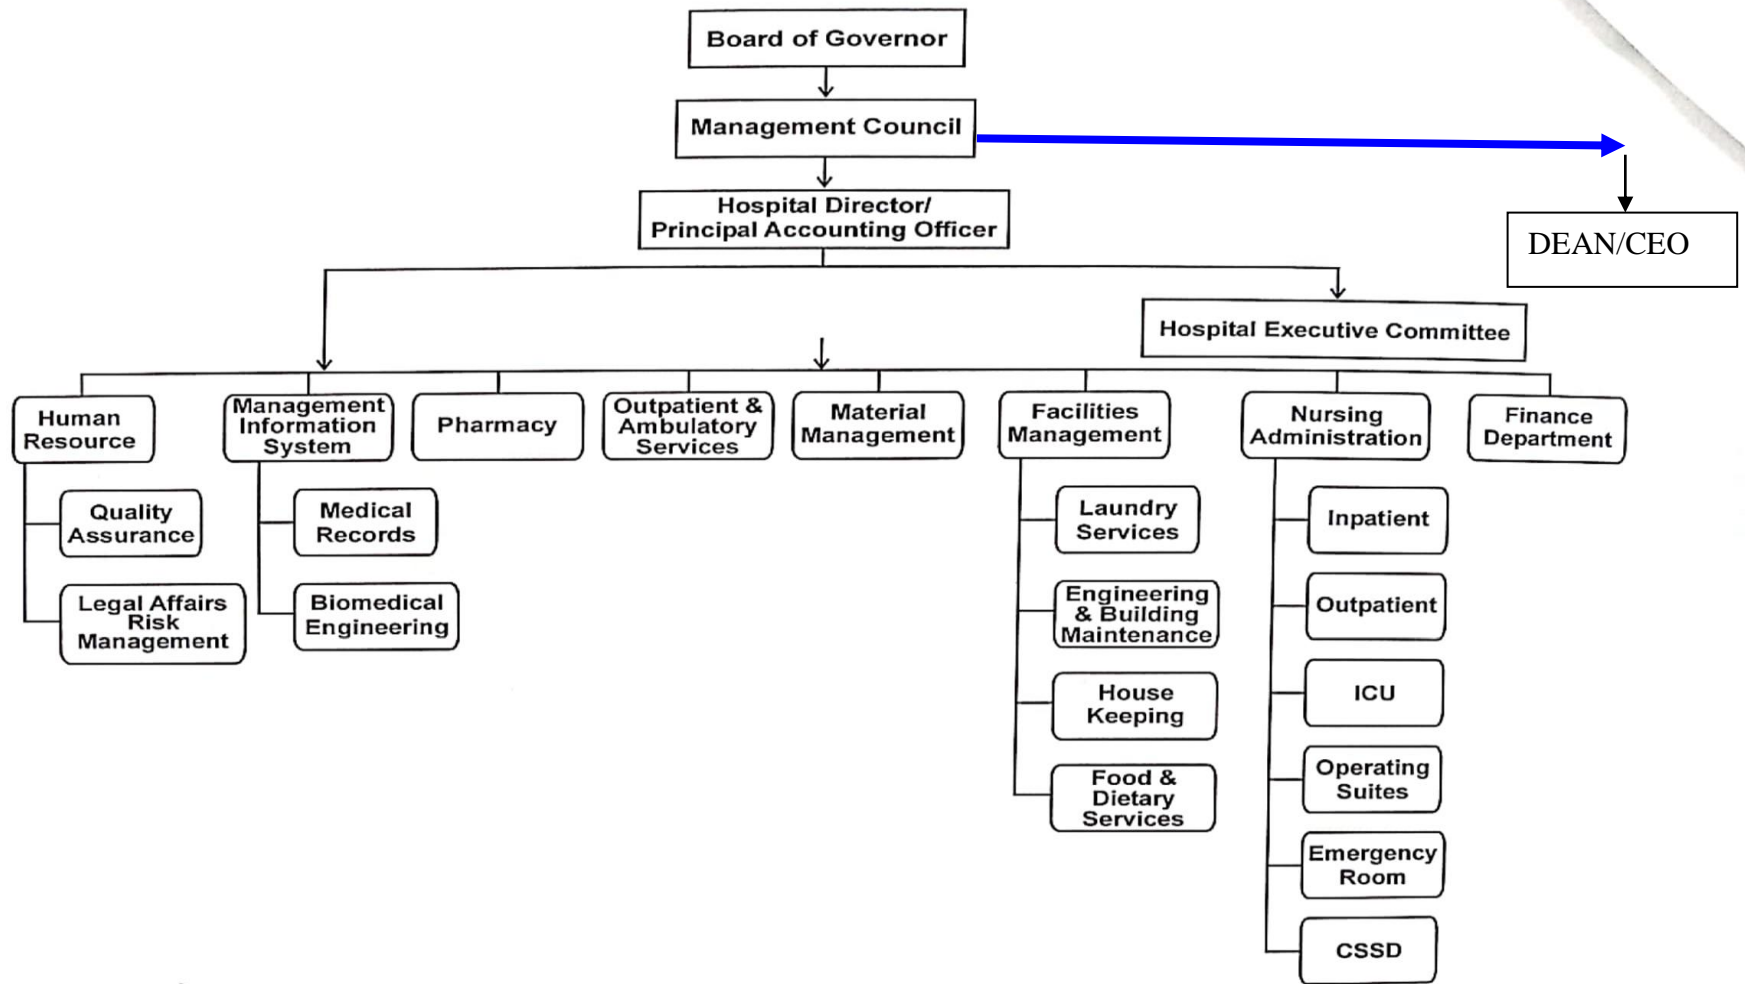 Board of Governor
Management Council
Hospital Director/
Principal Accounting Officer
DEAN/CEO
Hospital Executive Committee
Human
Resource
Management
Information
System
Pharmacy
Outpatient &
Ambulatory
Services
Material
Management
Facilities
Management
Nursing
Administration
Finance
Department
Quality
Assurance
Legal Affairs
Risk
Management
Medical
Records
Biomedical
Engineering
Laundry
Services
Engineering
& Building
Maintenance
House
Keeping
Food &
Dietary
Services
Inpatient
Outpatient
ICU
Operating
Suites
Emergency
Room
CSSD